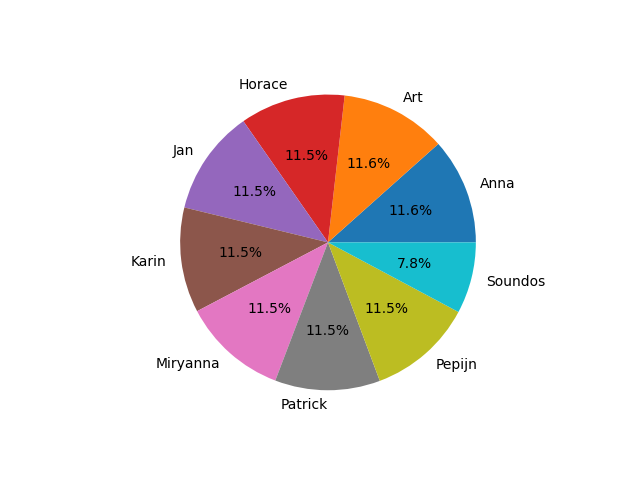 Horace
Art
Jan
11.5%
11.6%
Anna
11.5%
11.6%
Karin
11.5%
7.8%
Soundos
11.5%
11.5%
11.5%
Miryanna
Pepijn
Patrick